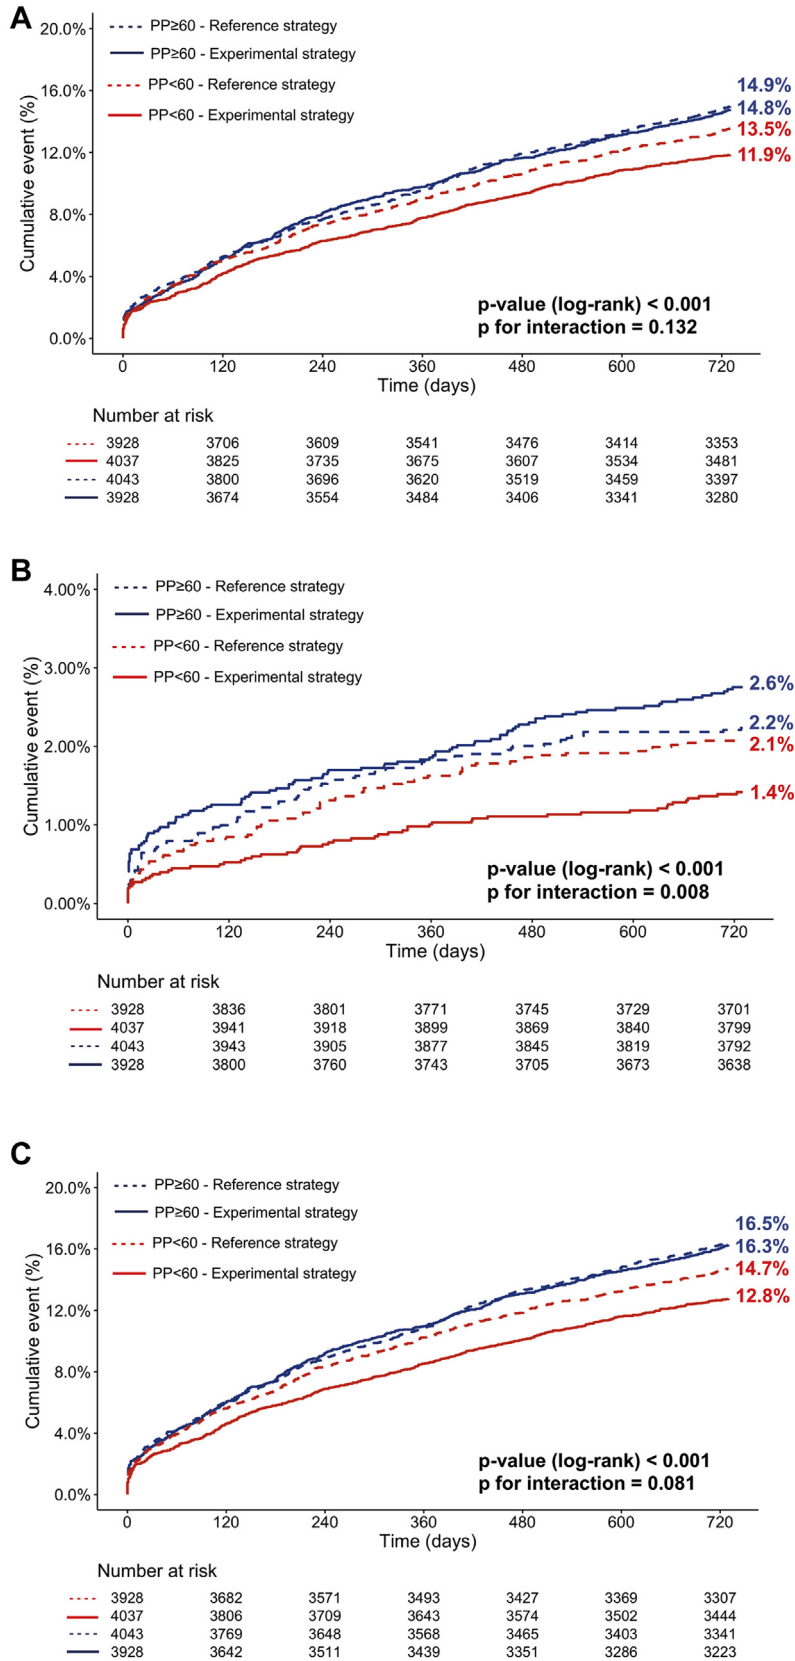 A
20.0%
16.0%
12.0%
8.0%
4.0%
0.0%
Cumulative event (%)
PP≥60 - Reference strategy
PP≥60 - Experimental strategy
PP<60 - Reference strategy
PP<60 - Experimental strategy
14.9%
14.8%
13.5%
11.9%
p-value (log-rank) < 0.001
p for interaction = 0.132
0 120 240 360 480 600 720
Time (days)
Number at risk
3928 3706 3609 3541 3476 3414 3353
4037 3825 3735 3675 3607 3534 3481
4043 3800 3696 3620 3519 3459 3397
3928 3674 3554 3484 3406 3341 3280
B
4.00%
3.00%
2.00%
1.00%
0.00%
Cumulative event (%)
PP≥60 - Reference strategy
PP≥60 - Experimental strategy
PP<60 - Reference strategy
PP<60 - Experimental strategy
2.6%
2.2%
2.1%
1.4%
p-value (log-rank) < 0.001
p for interaction = 0.008
0 120 240 360 480 600 720
Time (days)
Number at risk
3928 3836 3801 3771 3745 3729 3701
4037 3941 3918 3899 3869 3840 3799
4043 3943 3905 3877 3845 3819 3792
3928 3800 3760 3743 3705 3673 3638
C
20.0%
16.0%
12.0%
8.0%
4.0%
0.0%
Cumulative event (%)
PP≥60 - Reference strategy
PP≥60 - Experimental strategy
PP<60 - Reference strategy
PP<60 - Experimental strategy
16.5%
16.3%
14.7%
12.8%
p-value (log-rank) < 0.001
p for interaction = 0.081
0 120 240 360 480 600 720
Time (days)
Number at risk
3928 3682 3571 3493 3427 3369 3307
4037 3806 3709 3643 3574 3502 3444
4043 3769 3648 3568 3465 3403 3341
3928 3642 3511 3439 3351 3286 3223